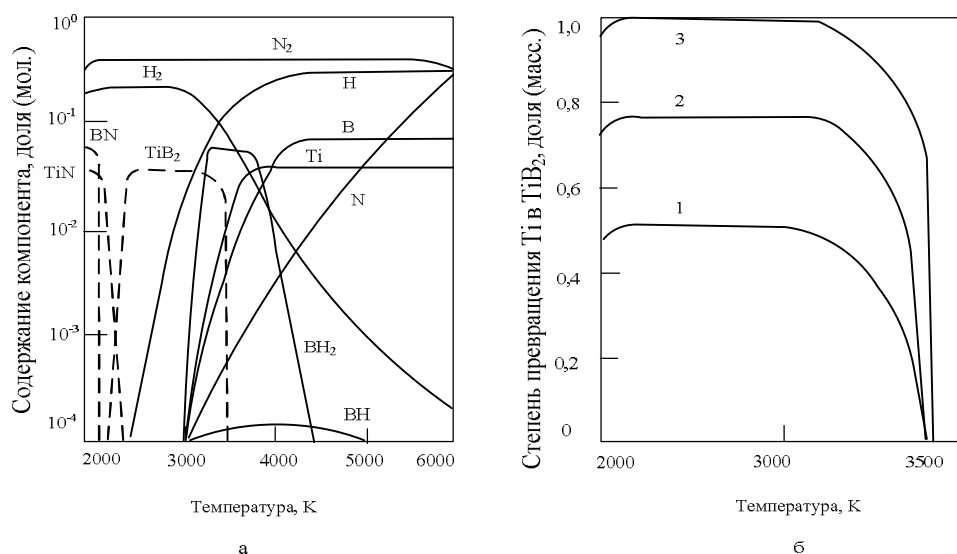 Содержание компонента, доля (мол.)
10⁰
10⁻¹
10⁻²
10⁻³
10⁻⁴
N₂
H₂
H
BN
B
TiB₂
Ti
TiN
N
BH₂
BH
2000 3000 4000 5000 6000
Температура, K
а
Степень превращения Ti в TiB₂, доля (масс.)
1,0
0,8
0,6
0,4
0,2
0
3
2
1
2000 3000 3500
Температура, K
б